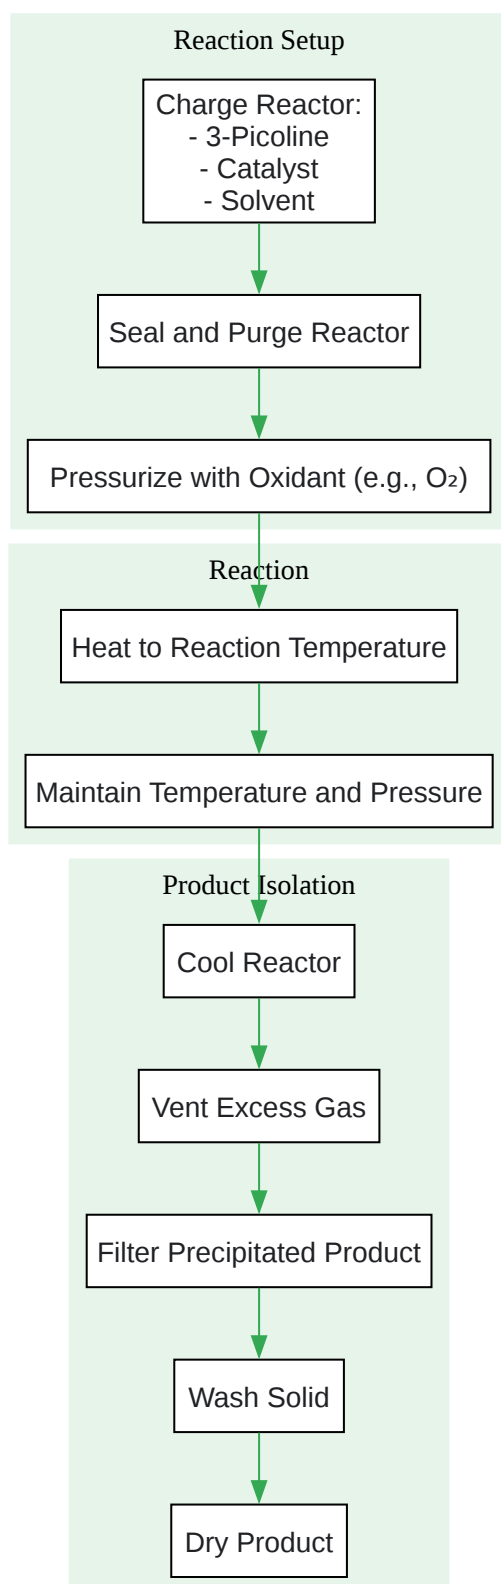 Reaction Setup
Charge Reactor:
- 3-Picoline
- Catalyst
- Solvent
Seal and Purge Reactor
Pressurize with Oxidant (e.g., O₂)
Reaction
Heat to Reaction Temperature
Maintain Temperature and Pressure
Product Isolation
Cool Reactor
Vent Excess Gas
Filter Precipitated Product
Wash Solid
Dry Product